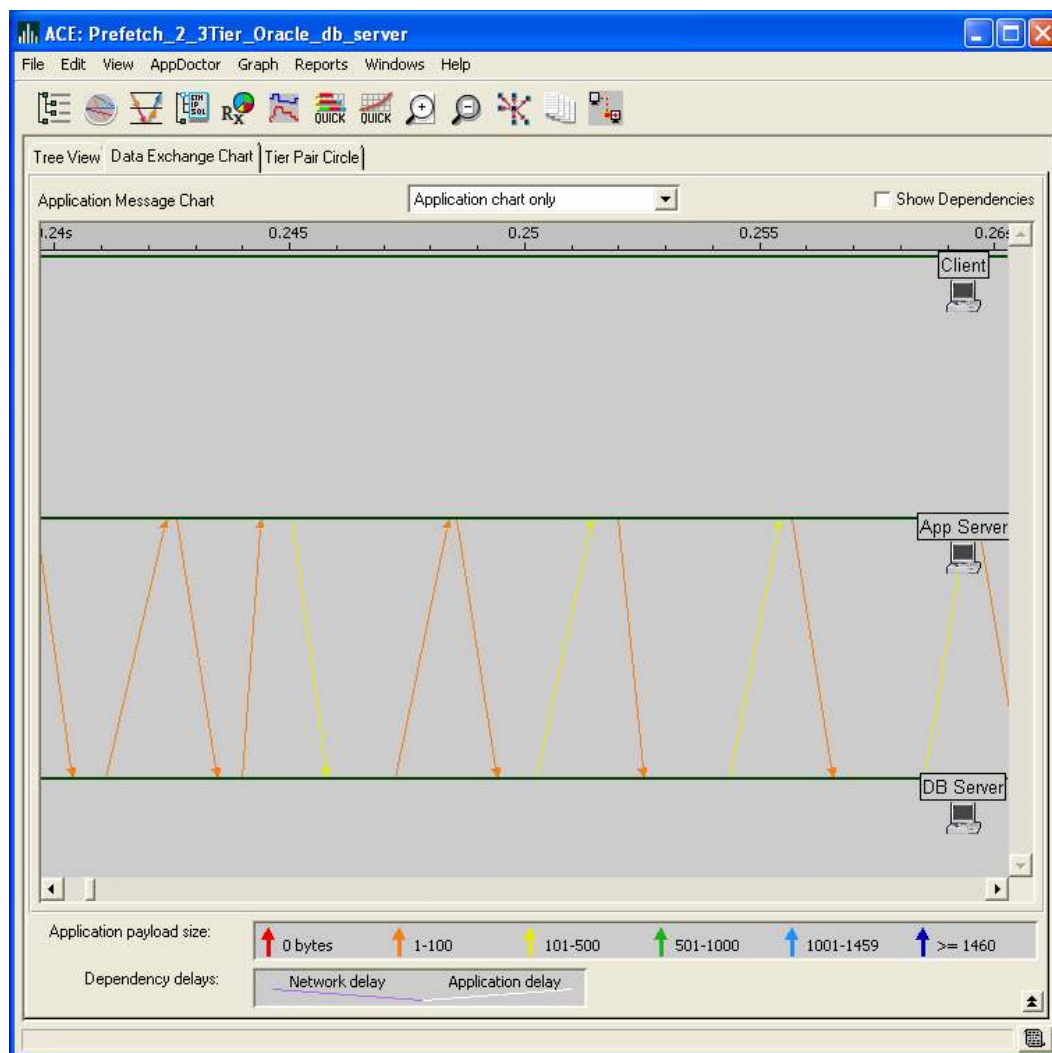 ACE: Prefetch_2_3Tier_Oracle_db_server
File Edit View AppDoctor Graph Reports Windows Help
QUICK QUICK
Tree View Data Exchange Chart Tier Pair Circle
Application Message Chart Application chart only Show Dependencies
0.245 0.25 0.255
Client
App Server
DB Server
Application payload size: 0 bytes 1-100 101-500 501-1000 1001-1459 >= 1460
Dependency delays: Network delay Application delay